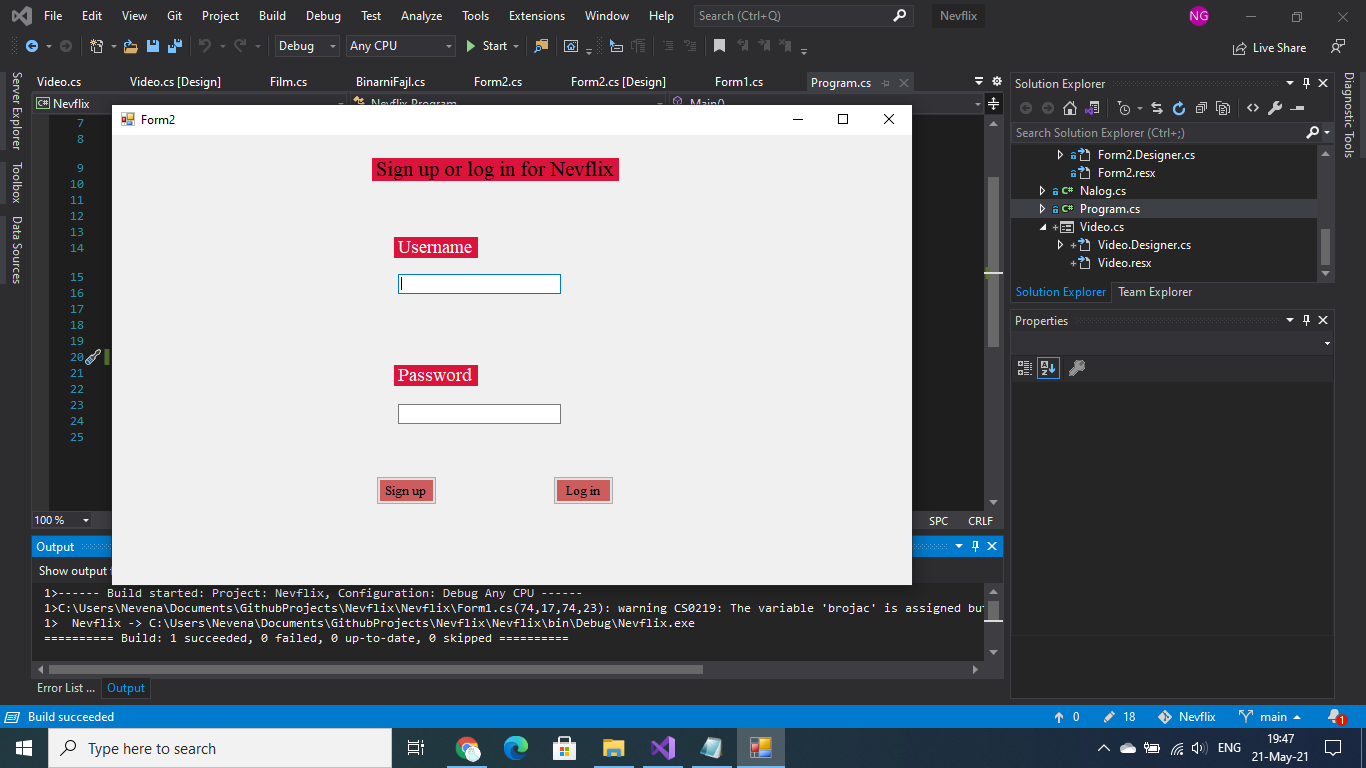 File Edit View Git Project Build Debug Test Analyze Tools Extensions Window Help Search (Ctrl+Q) Nevflix NG
Debug Any CPU Start Live Share
Video.cs Video.cs [Design] Film.cs BinarniFajl.cs Form2.cs Form2.cs [Design] Form1.cs Program.cs
Nevflix Nevflix.Program Main()
Server Explorer
Toolbox
Data Sources
7
8
9
10
11
12
13
14
15
16
17
18
19
20
21
22
23
24
25
Form2
Sign up or log in for Nevflix
Username
Password
Sign up Log in
100 % SPC CRLF
Output
Show output
1>------ Build started: Project: Nevflix, Configuration: Debug Any CPU ------
1>C:\Users\Nevena\Documents\GithubProjects\Nevflix\Nevflix\Form1.cs(74,17,74,23): warning CS0219: The variable 'brojac' is assigned bu
1> Nevflix -> C:\Users\Nevena\Documents\GithubProjects\Nevflix\Nevflix\bin\Debug\Nevflix.exe
========== Build: 1 succeeded, 0 failed, 0 up-to-date, 0 skipped ==========
Error List ... Output
Solution Explorer
Search Solution Explorer (Ctrl+;)
Form2.Designer.cs
Form2.resx
C# Nalog.cs
C# Program.cs
Video.cs
Video.Designer.cs
Video.resx
Solution Explorer Team Explorer
Properties
Diagnostic Tools
Build succeeded 0 18 Nevflix main 1
Type here to search ENG 19:47
21-May-21